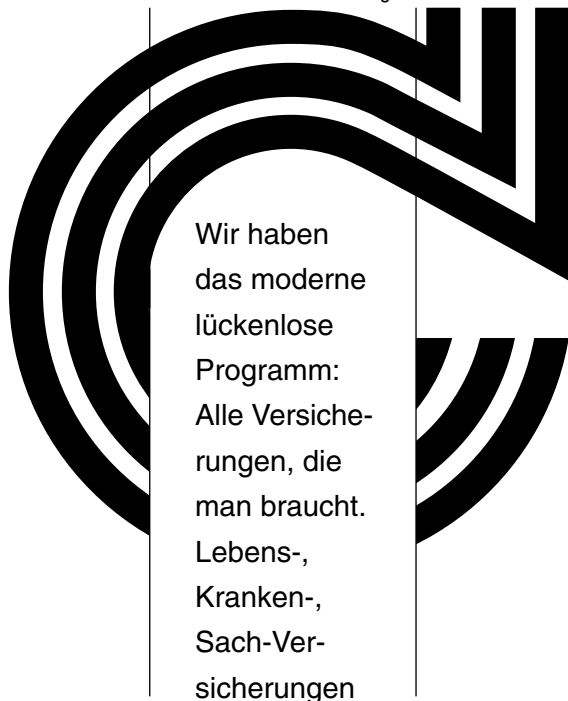 Wir haben
das moderne
lückenlose
Programm:
Alle Versiche-
rungen, die
man braucht.
Lebens-,
Kranken-,
Sach-Ver-
sicherungen